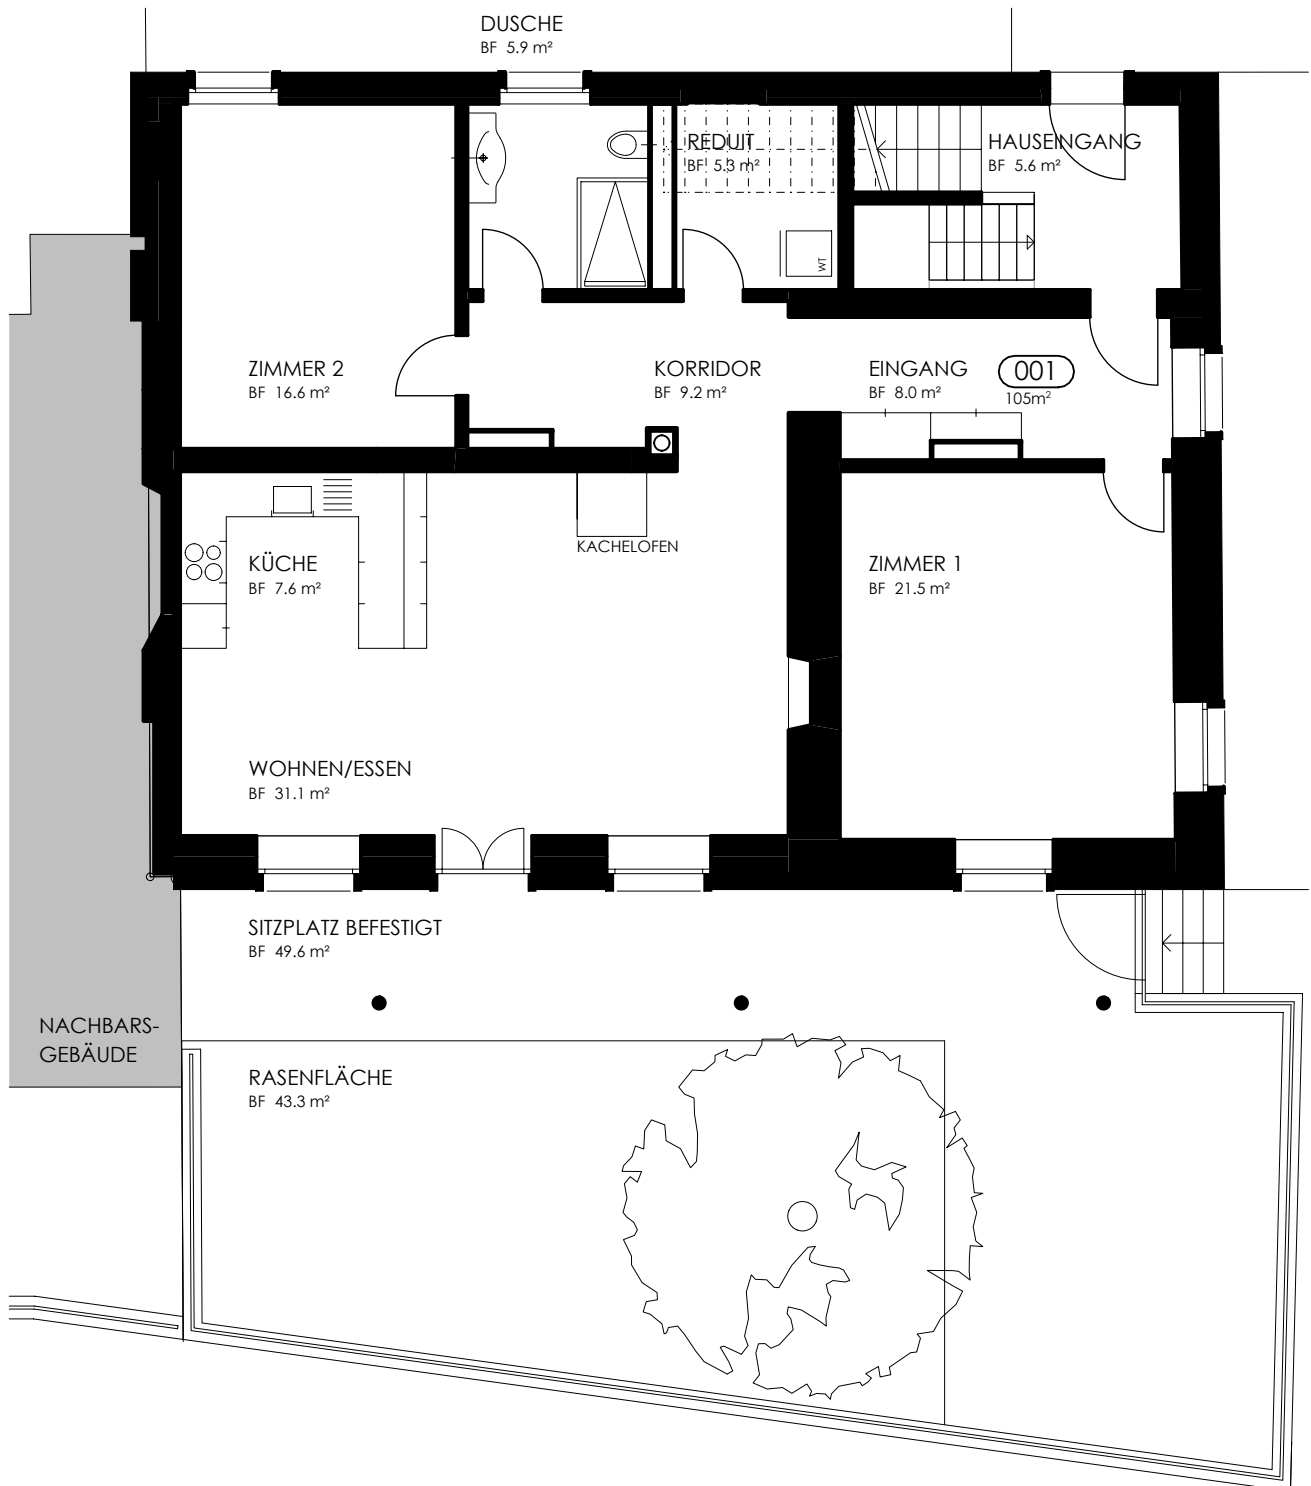 DUSCHE
BF 5.9 m²
REDUIT
BF 5.3 m²
HAUSEINGANG
BF 5.6 m²
WT
ZIMMER 2
BF 16.6 m²
KORRIDOR
BF 9.2 m²
EINGANG
BF 8.0 m²
001
105m²
KACHELOFEN
KÜCHE
BF 7.6 m²
ZIMMER 1
BF 21.5 m²
WOHNEN/ESSEN
BF 31.1 m²
SITZPLATZ BEFESTIGT
BF 49.6 m²
NACHBARS-
GEBÄUDE
RASENFLÄCHE
BF 43.3 m²